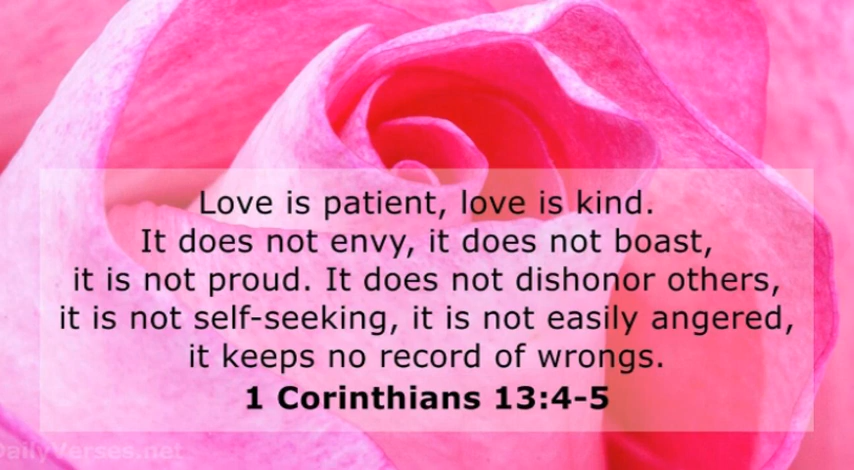 Love is patient, love is kind.
It does not envy, it does not boast,
it is not proud. It does not dishonor others,
it is not self-seeking, it is not easily angered,
it keeps no record of wrongs.
1 Corinthians 13:4-5
DailyVerses.net